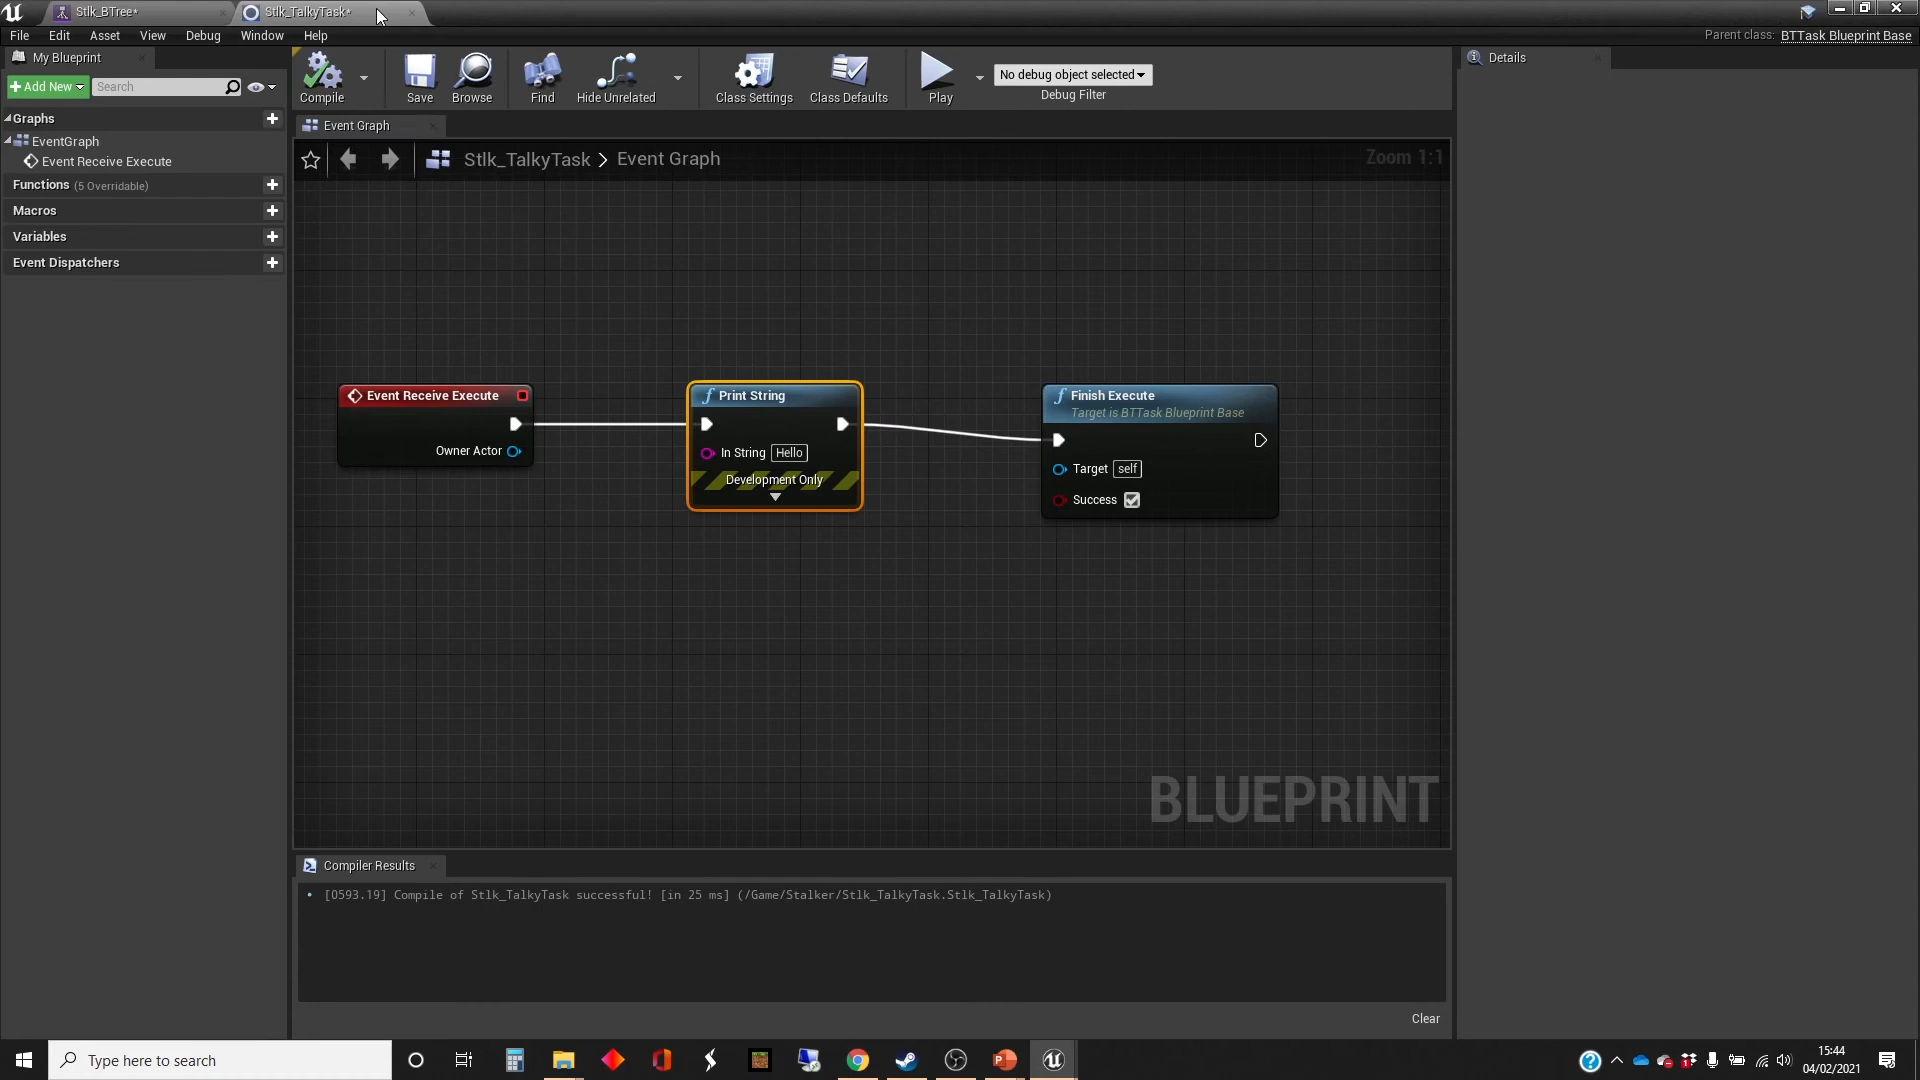 Stlk_BTree*
Stlk_TalkyTask*
File Edit Asset View Debug Window Help
Parent class: BTTask Blueprint Base
My Blueprint
Add New
Search
Compile
Save
Browse
Find
Hide Unrelated
Class Settings
Class Defaults
Play
No debug object selected
Debug Filter
Details
Graphs
EventGraph
Event Receive Execute
Functions (5 Overridable)
Macros
Variables
Event Dispatchers
Event Graph
Stlk_TalkyTask > Event Graph
Zoom 1:1
Event Receive Execute
Owner Actor
Print String
In String Hello
Development Only
Finish Execute
Target is BTTask Blueprint Base
Target self
Success
BLUEPRINT
Compiler Results
[0593.19] Compile of Stlk_TalkyTask successful! [in 25 ms] (/Game/Stalker/Stlk_TalkyTask.Stlk_TalkyTask)
Clear
Type here to search
15:44
04/02/2021